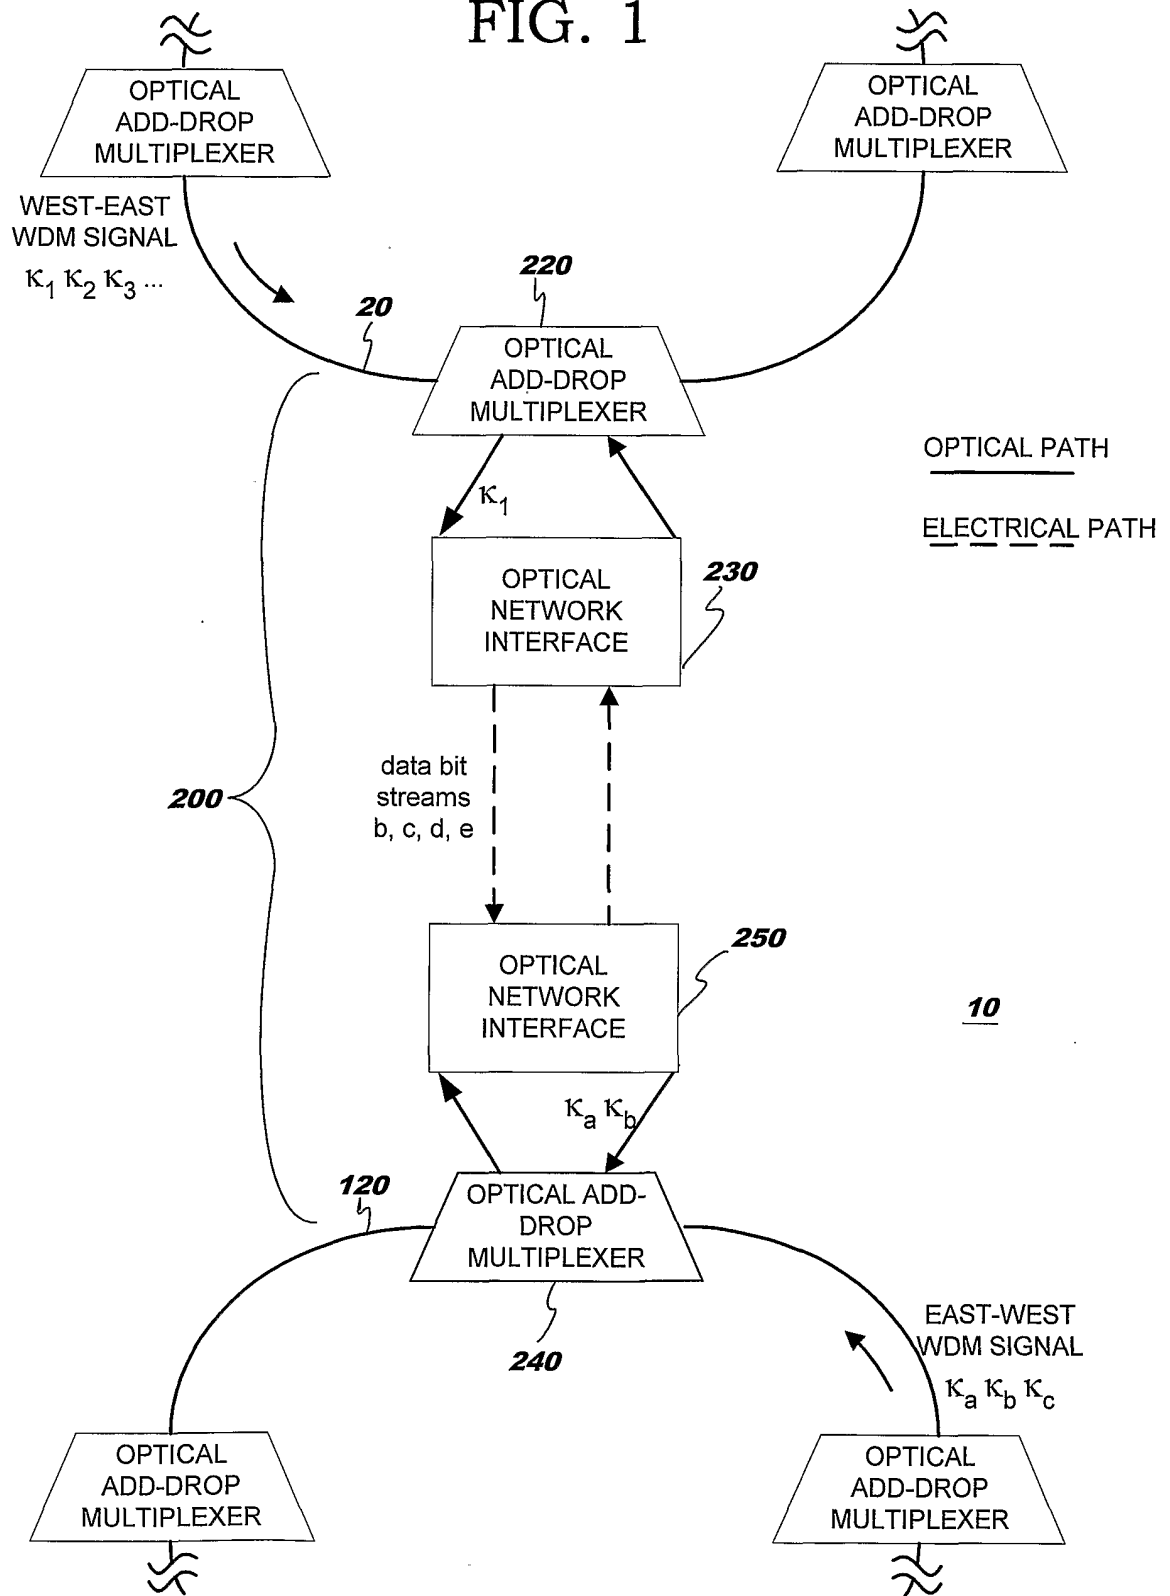 FIG. 1
OPTICAL
ADD-DROP
MULTIPLEXER
OPTICAL
ADD-DROP
MULTIPLEXER
WEST-EAST
WDM SIGNAL
κ1 κ2 κ3 ...
20
220
OPTICAL
ADD-DROP
MULTIPLEXER
OPTICAL PATH
ELECTRICAL PATH
κ1
OPTICAL
NETWORK
INTERFACE
230
200
data bit
streams
b, c, d, e
OPTICAL
NETWORK
INTERFACE
250
10
κa κb
120
OPTICAL ADD-
DROP
MULTIPLEXER
240
EAST-WEST
WDM SIGNAL
κa κb κc
OPTICAL
ADD-DROP
MULTIPLEXER
OPTICAL
ADD-DROP
MULTIPLEXER